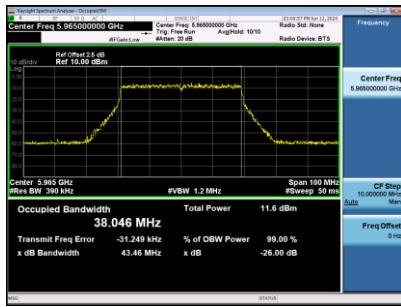 Keysight Spectrum Analyzer - Occupied BW
SENSE:INT
03:09:57 PM Jun 12, 2024
Center Freq 5.965000000 GHz
Center Freq: 5.965000000 GHz
Radio Std: None
Trig: Free Run
Avg|Hold: 10/10
#IFGain:Low
#Atten: 20 dB
Radio Device: BTS
Frequency
Ref Offset 2.5 dB
10 dB/div
Ref 10.00 dBm
Log
Center Freq
5.965000000 GHz
Center 5.965 GHz
Span 100 MHz
#Res BW 390 kHz
#VBW 1.2 MHz
#Sweep 50 ms
CF Step
10.000000 MHz
Auto
Man
Occupied Bandwidth
Total Power
11.6 dBm
38.046 MHz
Freq Offset
0 Hz
Transmit Freq Error
-31.249 kHz
% of OBW Power
99.00 %
x dB Bandwidth
43.46 MHz
x dB
-26.00 dB
MSG
STATUS